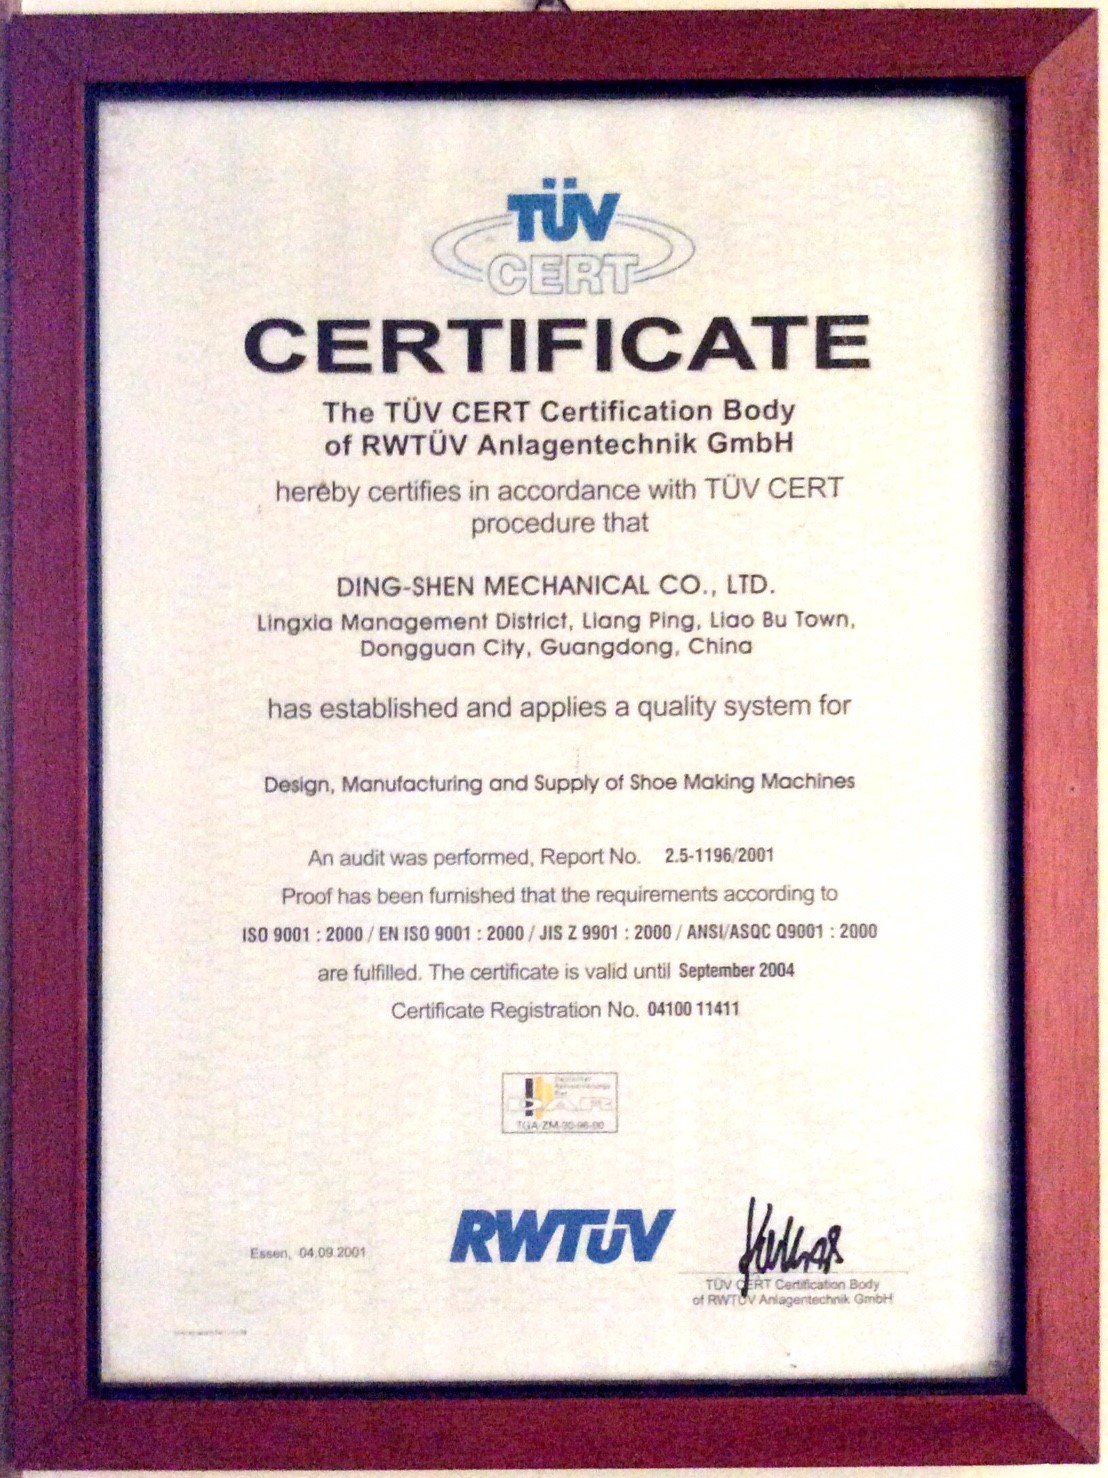 TÜV
CERT
CERTIFICATE
The TÜV CERT Certification Body
of RWTÜV Anlagentechnik GmbH
hereby certifies in accordance with TÜV CERT
procedure that
DING-SHEN MECHANICAL CO., LTD.
Lingxia Management District, Liang Ping, Liao Bu Town,
Dongguan City, Guangdong, China
has established and applies a quality system for
Design, Manufacturing and Supply of Shoe Making Machines
An audit was performed, Report No. 2.5-1196/2001
Proof has been furnished that the requirements according to
ISO 9001 : 2000 / EN ISO 9001 : 2000 / JIS Z 9901 : 2000 / ANSI/ASQC Q9001 : 2000
are fulfilled. The certificate is valid until September 2004
Certificate Registration No. 04100 11411
DAR
TGA-ZM-30-96-00
RWTÜV
Essen, 04.09.2001
TÜV CERT Certification Body
of RWTÜV Anlagentechnik GmbH